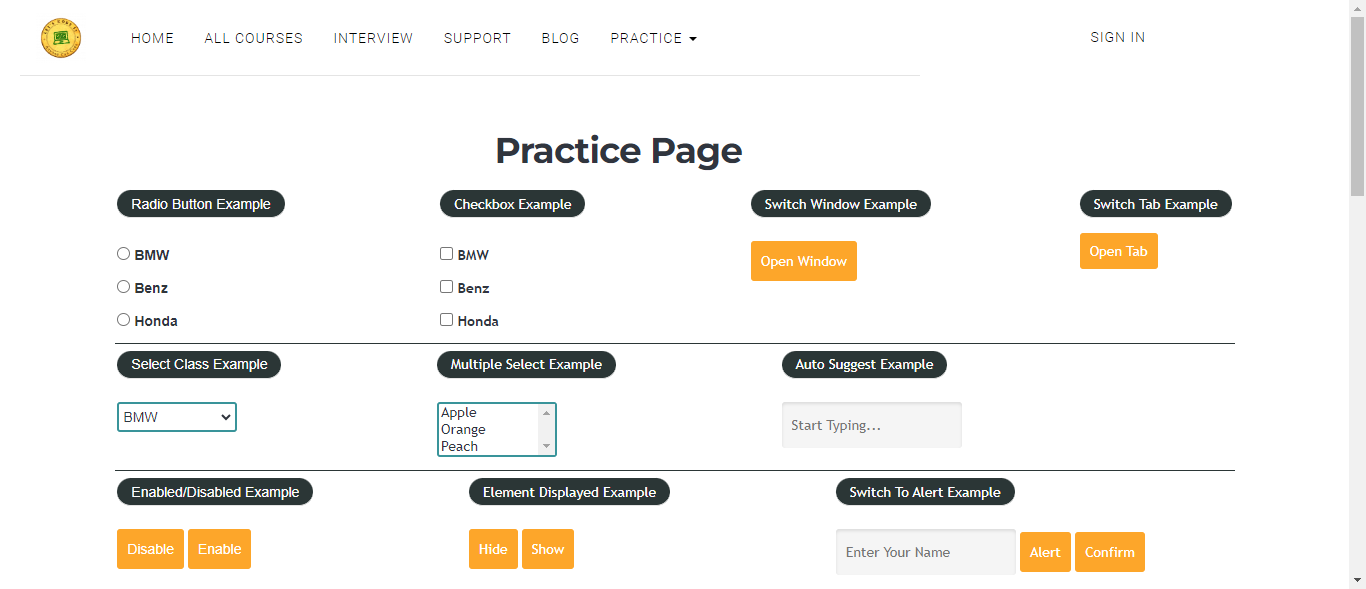 HOME ALL COURSES INTERVIEW SUPPORT BLOG PRACTICE SIGN IN
Practice Page
Radio Button Example Checkbox Example Switch Window Example Switch Tab Example
BMW BMW Open Window Open Tab
Benz Benz
Honda Honda
Select Class Example Multiple Select Example Auto Suggest Example
BMW Apple Start Typing...
Orange
Peach
Enabled/Disabled Example Element Displayed Example Switch To Alert Example
Disable Enable Hide Show Enter Your Name Alert Confirm